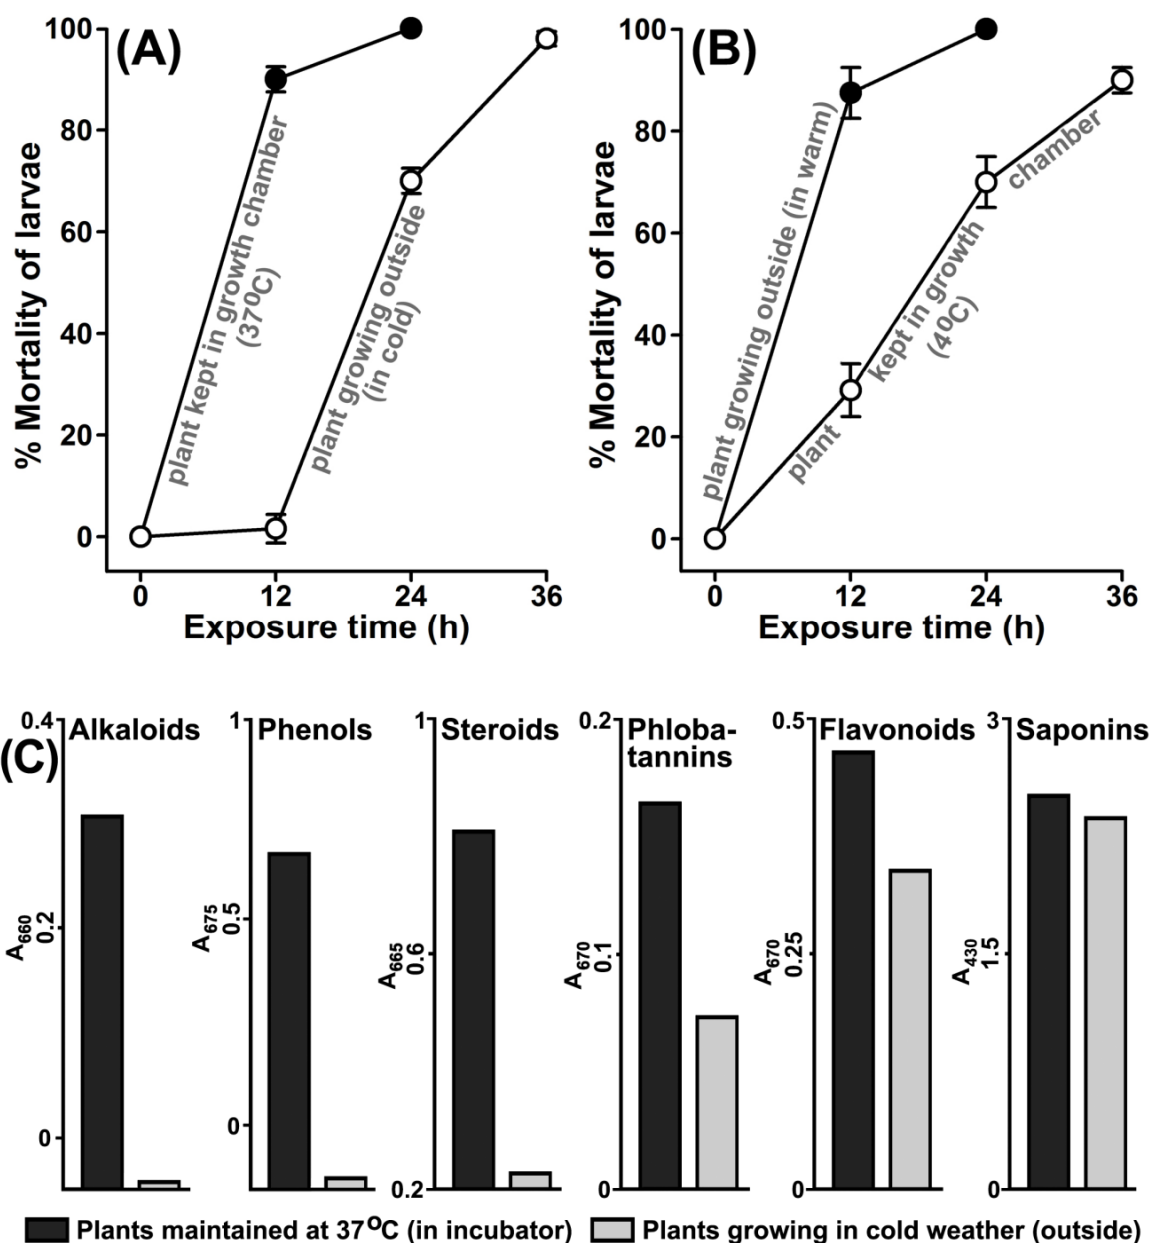 (A)
100
80
60
40
20
0
% Mortality of larvae
plant kept in growth chamber
(37⁰C)
plant growing outside
(in cold)
0 12 24 36
Exposure time (h)
(B)
100
80
60
40
20
0
% Mortality of larvae
plant growing outside (in warm)
plant kept in growth chamber
(4⁰C)
0 12 24 36
Exposure time (h)
(C)
Alkaloids
0.4
0.2
0
A₆₆₀
Phenols
1
0.5
0
A₆₇₅
Steroids
1
0.6
0.2
A₆₆₅
Phloba-
tannins
0.2
0.1
0
A₆₇₀
Flavonoids
0.5
0.25
0
A₆₇₀
Saponins
3
1.5
0
A₄₃₀
Plants maintained at 37⁰C (in incubator)
Plants growing in cold weather (outside)